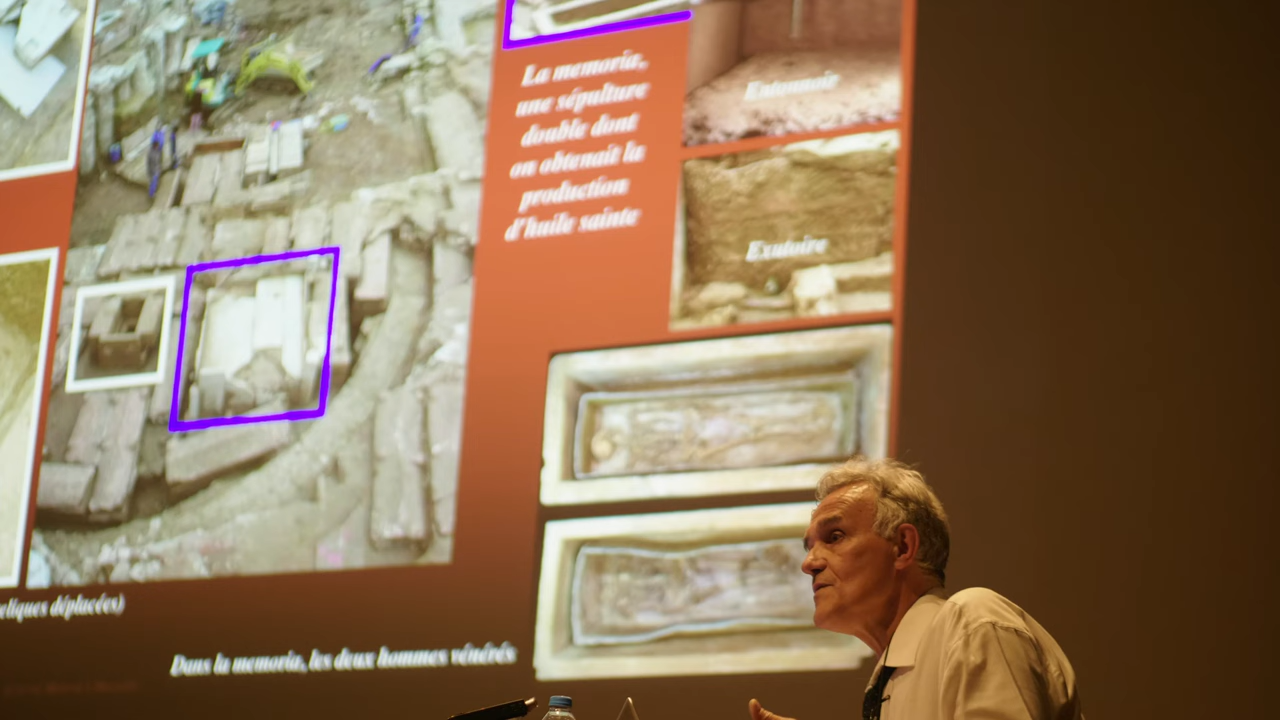 La memoria,
une sépulture
double dont
on obtenait la
production
d'huile sainte
Entonnoir
Exutoire
eliques déplacées)
Dans la memoria, les deux hommes vénérés